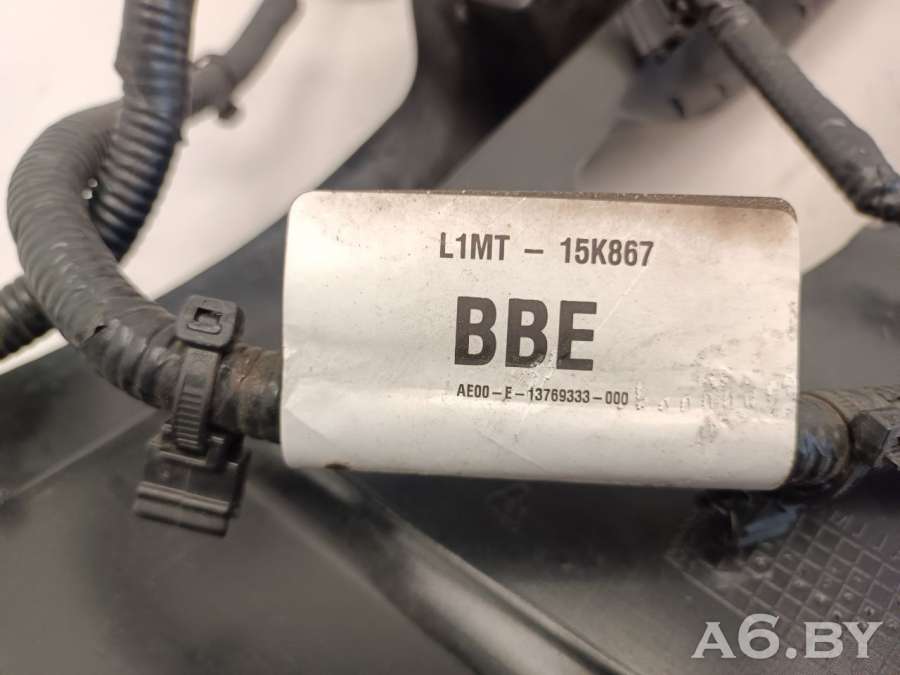 L1MT - 15K867
BBE
AE00-E-13769333-000
A6.BY